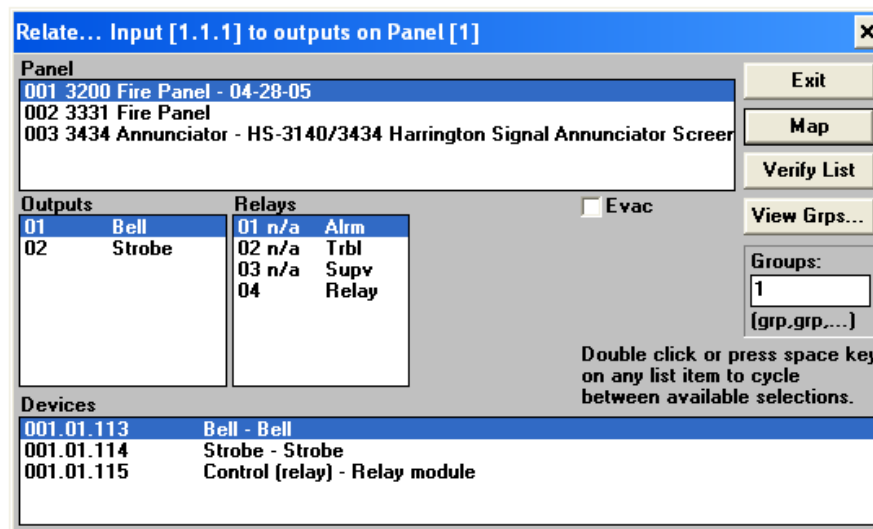 Relate... Input [1.1.1] to outputs on Panel [1]
Panel
001 3200 Fire Panel - 04-28-05
002 3331 Fire Panel
003 3434 Annunciator - HS-3140/3434 Harrington Signal Annunciator Screer
Exit
Map
Verify List
View Grps...
Outputs
01 Bell
02 Strobe
Relays
01 n/a Alrm
02 n/a Trbl
03 n/a Supv
04 Relay
Evac
Groups:
1
(grp,grp,...)
Double click or press space key
on any list item to cycle
between available selections.
Devices
001.01.113 Bell - Bell
001.01.114 Strobe - Strobe
001.01.115 Control (relay) - Relay module